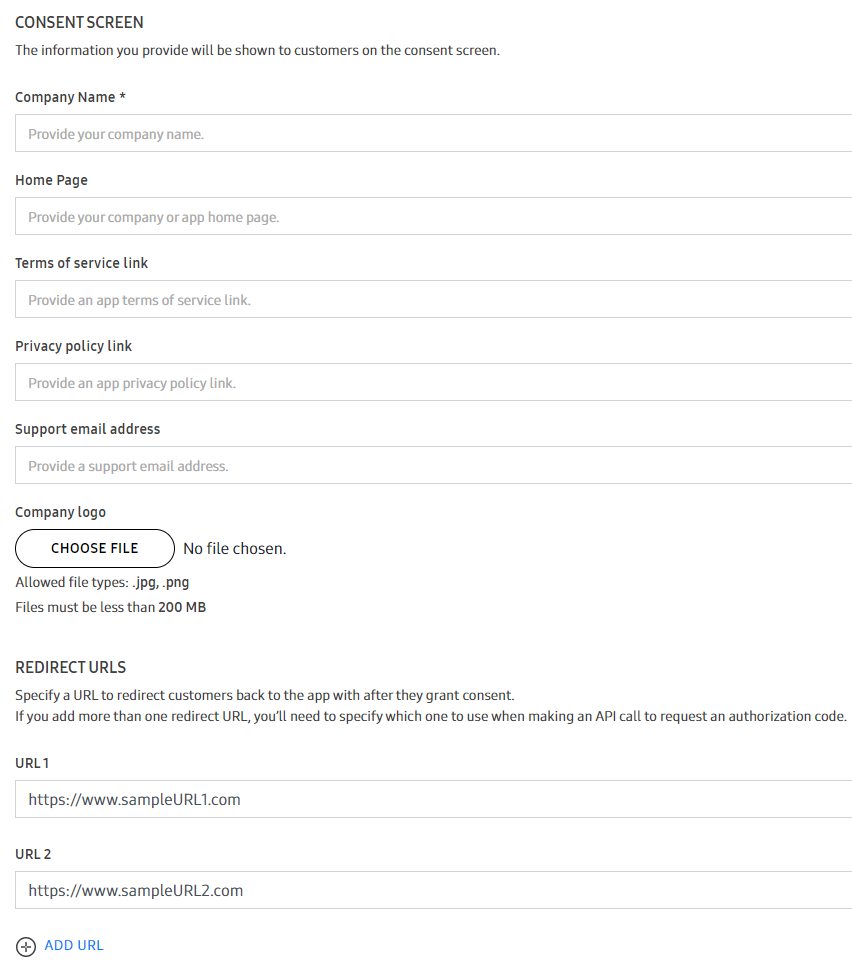 CONSENT SCREEN
The information you provide will be shown to customers on the consent screen.
Company Name *
Provide your company name.
Home Page
Provide your company or app home page.
Terms of service link
Provide an app terms of service link.
Privacy policy link
Provide an app privacy policy link.
Support email address
Provide a support email address.
Company logo
CHOOSE FILE No file chosen.
Allowed file types: .jpg, .png
Files must be less than 200 MB
REDIRECT URLS
Specify a URL to redirect customers back to the app with after they grant consent.
If you add more than one redirect URL, you’ll need to specify which one to use when making an API call to request an authorization code.
URL 1
https://www.sampleURL1.com
URL 2
https://www.sampleURL2.com
ADD URL